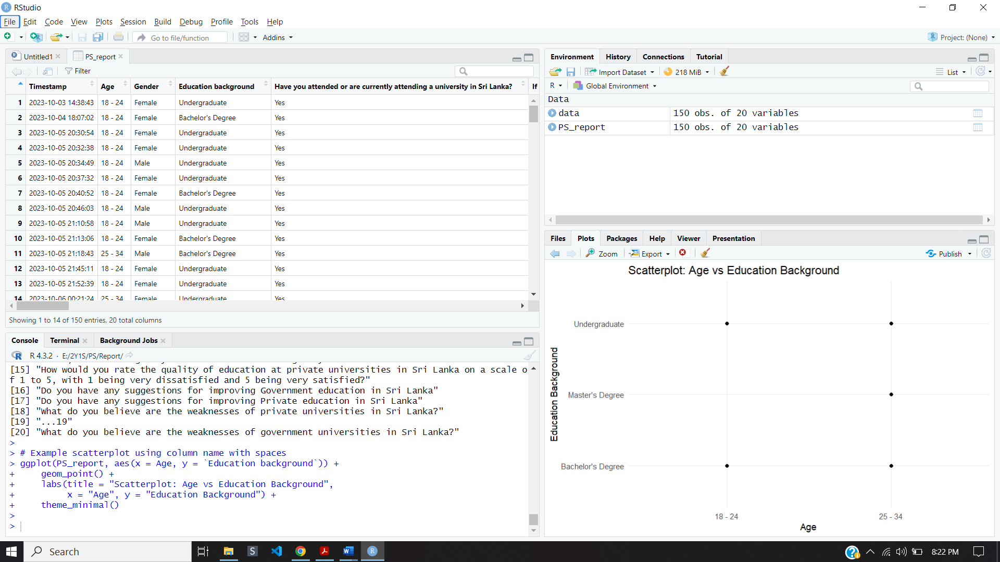 RStudio
File Edit Code View Plots Session Build Debug Profile Tools Help
Go to file/function Addins Project: (None)
Untitled1 PS_report
Filter
Timestamp Age Gender Education background Have you attended or are currently attending a university in Sri Lanka? If
1 2023-10-03 14:38:43 18 - 24 Female Undergraduate Yes
2 2023-10-04 18:07:02 18 - 24 Female Bachelor's Degree Yes
3 2023-10-05 20:30:54 18 - 24 Female Undergraduate Yes
4 2023-10-05 20:32:38 18 - 24 Female Undergraduate Yes
5 2023-10-05 20:34:49 18 - 24 Male Undergraduate Yes
6 2023-10-05 20:37:32 18 - 24 Female Undergraduate Yes
7 2023-10-05 20:40:52 18 - 24 Female Bachelor's Degree Yes
8 2023-10-05 20:46:03 18 - 24 Male Undergraduate Yes
9 2023-10-05 21:10:58 18 - 24 Male Undergraduate Yes
10 2023-10-05 21:13:06 18 - 24 Female Bachelor's Degree Yes
11 2023-10-05 21:18:43 25 - 34 Male Bachelor's Degree Yes
12 2023-10-05 21:45:11 18 - 24 Female Undergraduate Yes
13 2023-10-05 21:52:39 18 - 24 Female Undergraduate Yes
14 2023-10-06 00:21:24 25 - 34 Female Undergraduate Yes
Showing 1 to 14 of 150 entries, 20 total columns
Console Terminal Background Jobs
R 4.3.2 · E:/2Y1S/PS/Report/
[15] "How would you rate the quality of education at private universities in Sri Lanka on a scale o
f 1 to 5, with 1 being very dissatisfied and 5 being very satisfied?"
[16] "Do you have any suggestions for improving Government education in Sri Lanka"
[17] "Do you have any suggestions for improving Private education in Sri Lanka"
[18] "What do you believe are the weaknesses of private universities in Sri Lanka?"
[19] "...19"
[20] "What do you believe are the weaknesses of government universities in Sri Lanka?"
>
> # Example scatterplot using column name with spaces
> ggplot(PS_report, aes(x = Age, y = `Education background`)) +
+     geom_point() +
+     labs(title = "Scatterplot: Age vs Education Background",
+          x = "Age", y = "Education Background") +
+     theme_minimal()
>
>
Environment History Connections Tutorial
Import Dataset 218 MiB List
R Global Environment
Data
data 150 obs. of 20 variables
PS_report 150 obs. of 20 variables
Files Plots Packages Help Viewer Presentation
Zoom Export Publish
Scatterplot: Age vs Education Background
Education Background
Undergraduate
Master's Degree
Bachelor's Degree
18 - 24 25 - 34
Age
Search 8:22 PM